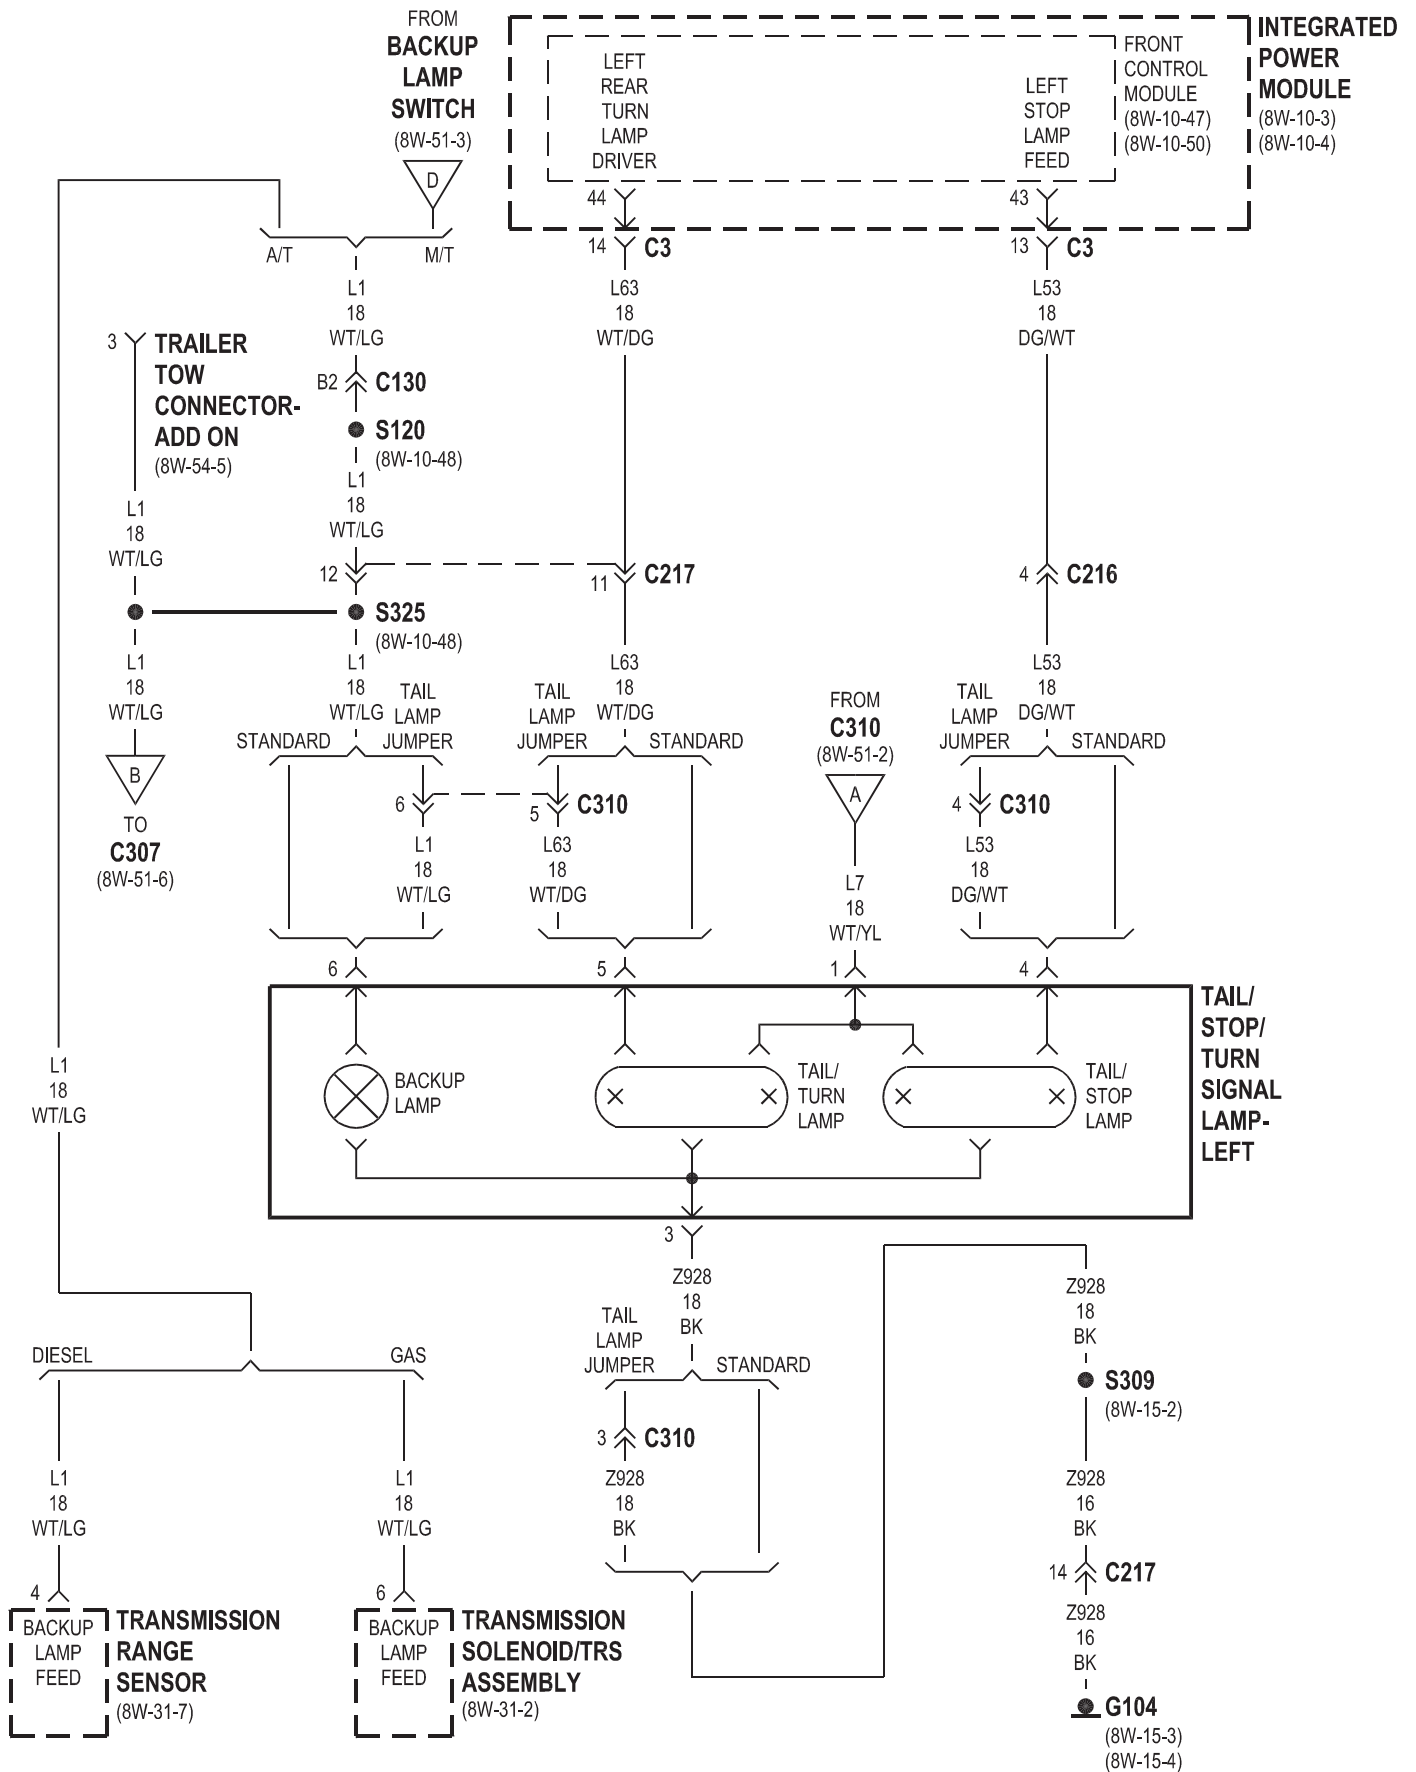 FROM
BACKUP
LAMP
SWITCH
(8W-51-3)
D
LEFT
REAR
TURN
LAMP
DRIVER
LEFT
STOP
LAMP
FEED
FRONT
CONTROL
MODULE
(8W-10-47)
(8W-10-50)
INTEGRATED
POWER
MODULE
(8W-10-3)
(8W-10-4)
44
43
14
C3
13
C3
A/T
M/T
L1
18
WT/LG
L63
18
WT/DG
L53
18
DG/WT
3
TRAILER
TOW
CONNECTOR-
ADD ON
(8W-54-5)
B2
C130
S120
(8W-10-48)
L1
18
WT/LG
L1
18
WT/LG
12
11
C217
4
C216
S325
(8W-10-48)
L1
18
WT/LG
L1
18
WT/LG
L63
18
WT/DG
L53
18
DG/WT
B
TO
C307
(8W-51-6)
STANDARD
TAIL
LAMP
JUMPER
TAIL
LAMP
JUMPER
STANDARD
FROM
C310
(8W-51-2)
A
TAIL
LAMP
JUMPER
STANDARD
6
5
C310
4
C310
L1
18
WT/LG
L63
18
WT/DG
L7
18
WT/YL
L53
18
DG/WT
6
5
1
4
TAIL/
STOP/
TURN
SIGNAL
LAMP-
LEFT
BACKUP
LAMP
TAIL/
TURN
LAMP
TAIL/
STOP
LAMP
L1
18
WT/LG
3
Z928
18
BK
TAIL
LAMP
JUMPER
STANDARD
3
C310
Z928
18
BK
Z928
18
BK
S309
(8W-15-2)
Z928
16
BK
14
C217
Z928
16
BK
G104
(8W-15-3)
(8W-15-4)
DIESEL
GAS
L1
18
WT/LG
L1
18
WT/LG
4
BACKUP
LAMP
FEED
TRANSMISSION
RANGE
SENSOR
(8W-31-7)
6
BACKUP
LAMP
FEED
TRANSMISSION
SOLENOID/TRS
ASSEMBLY
(8W-31-2)